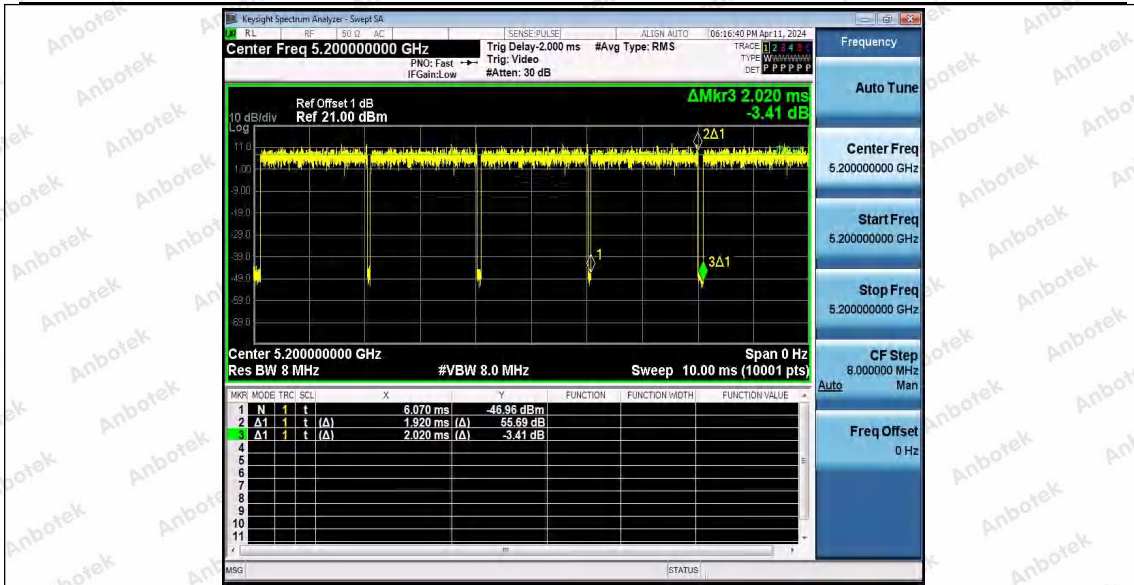 Keysight Spectrum Analyzer - Swept SA
RL RF 50 Ω AC SENSE:PULSE ALIGN AUTO 06:16:40 PM Apr 11, 2024
Center Freq 5.200000000 GHz
PNO: Fast
IFGain:Low
Trig Delay-2.000 ms
Trig: Video
#Atten: 30 dB
#Avg Type: RMS
TRACE 1 2 3 4 5 6
TYPE WWWWWW
DET P P P P P P
ΔMkr3 2.020 ms
-3.41 dB
Ref Offset 1 dB
10 dB/div Ref 21.00 dBm
Log
11.0
1.00
-9.00
-19.0
-29.0
-39.0
-49.0
-59.0
-69.0
2Δ1
1
3Δ1
Center 5.200000000 GHz Span 0 Hz
Res BW 8 MHz #VBW 8.0 MHz Sweep 10.00 ms (10001 pts)
MKR MODE TRC SCL X Y FUNCTION FUNCTION WIDTH FUNCTION VALUE
1 N 1 t 6.070 ms -46.96 dBm
2 Δ1 1 t (Δ) 1.920 ms (Δ) 55.69 dB
3 Δ1 1 t (Δ) 2.020 ms (Δ) -3.41 dB
4
5
6
7
8
9
10
11
MSG STATUS
Frequency
Auto Tune
Center Freq
5.200000000 GHz
Start Freq
5.200000000 GHz
Stop Freq
5.200000000 GHz
CF Step
8.000000 MHz
Auto Man
Freq Offset
0 Hz
Anbotek